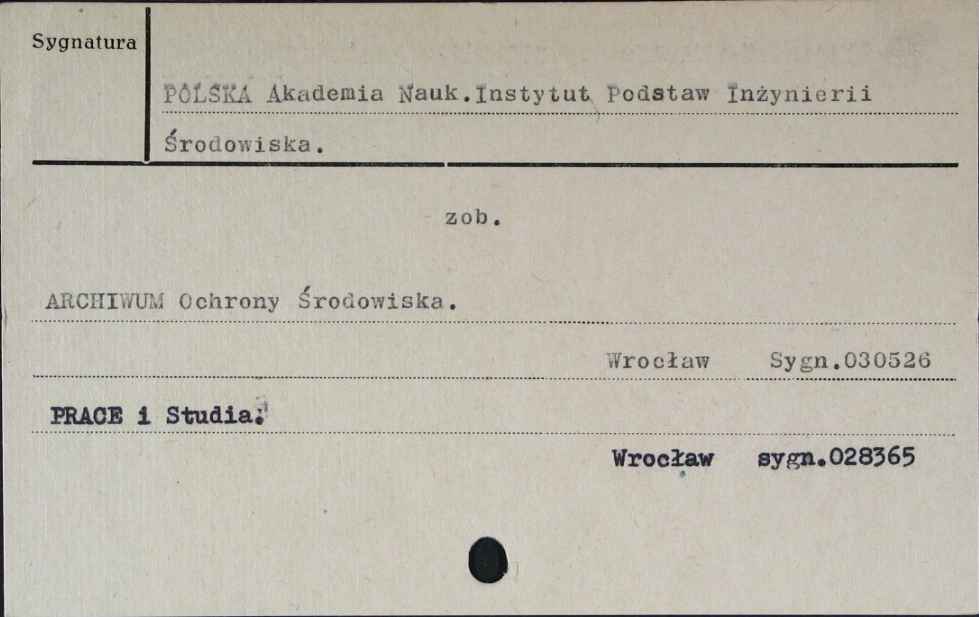 Sygnatura
POLSKA Akademia Nauk.Instytut Podstaw Inżynierii
Środowiska.
zob.
ARCHIWUM Ochrony Środowiska.
Wrocław Sygn.030526
PRACE i Studia.
Wrocław sygn.028365